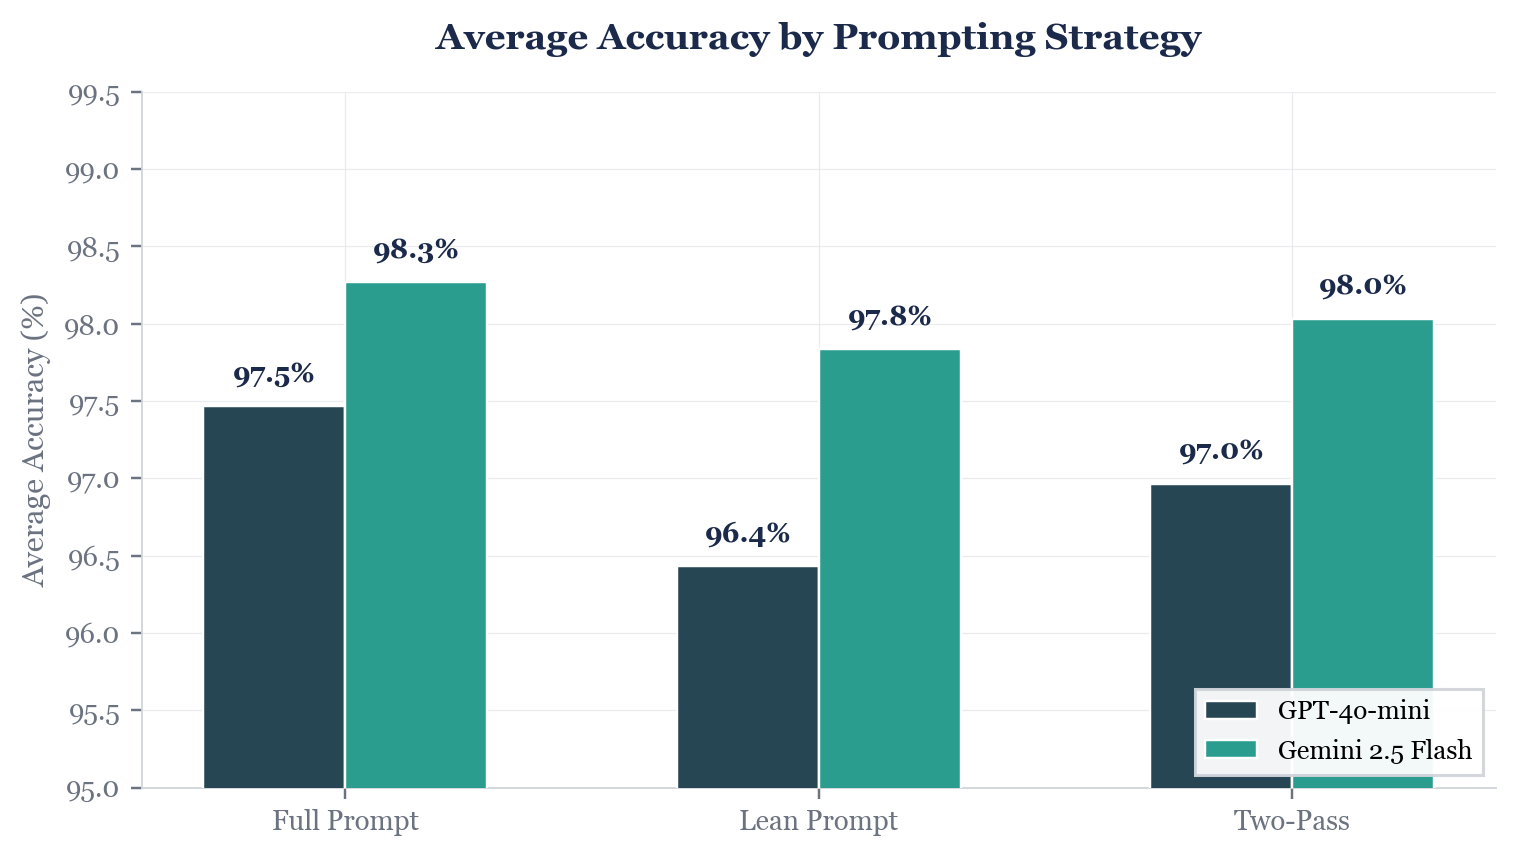 Average Accuracy by Prompting Strategy
Average Accuracy (%)
99.5
99.0
98.5
98.0
97.5
97.0
96.5
96.0
95.5
95.0
97.5%
98.3%
96.4%
97.8%
97.0%
98.0%
Full Prompt
Lean Prompt
Two-Pass
GPT-4o-mini
Gemini 2.5 Flash